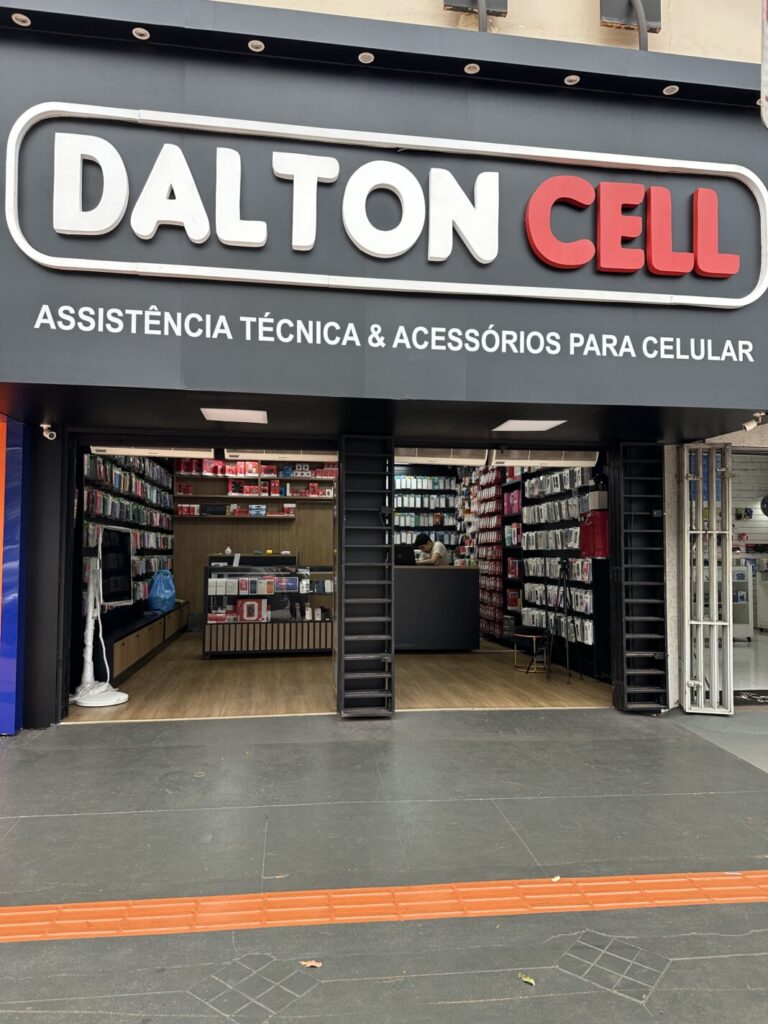 DALTON CELL
ASSISTÊNCIA TÉCNICA & ACESSÓRIOS PARA CELULAR